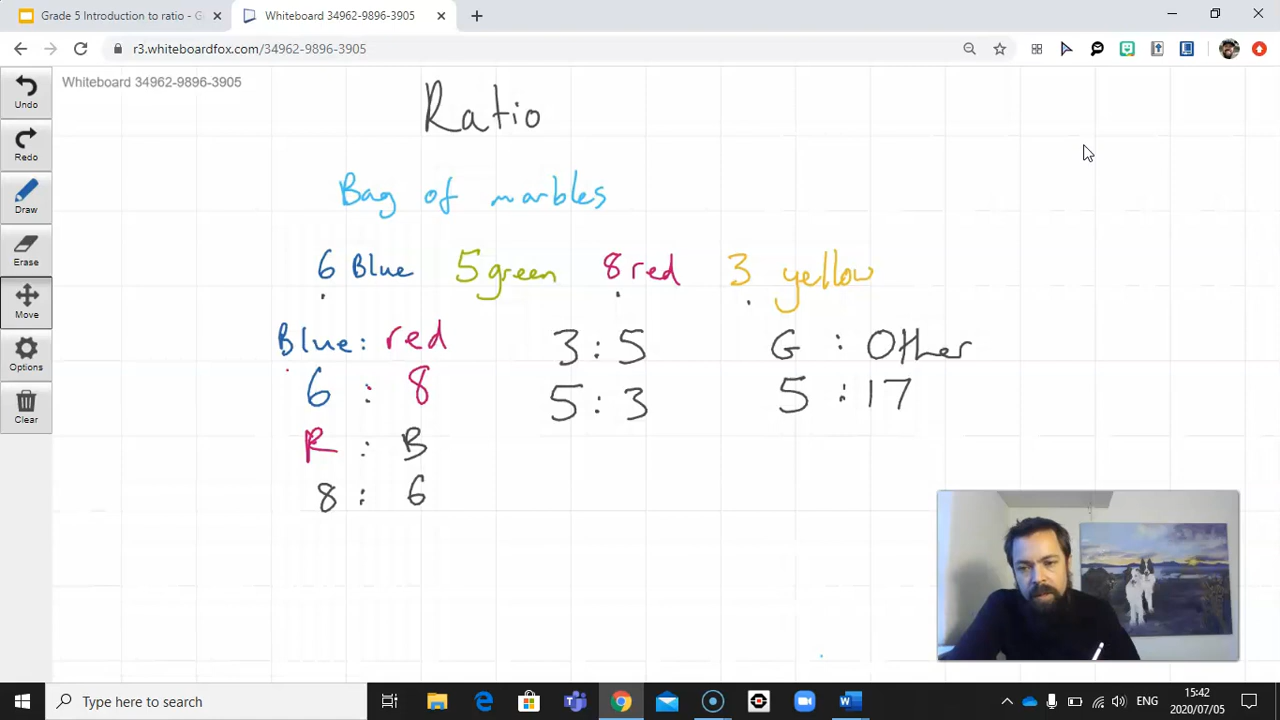 Grade 5 Introduction to ratio - G
Whiteboard 34962-9896-3905
r3.whiteboardfox.com/34962-9896-3905
Whiteboard 34962-9896-3905
Undo
Redo
Draw
Erase
Move
Options
Clear
Ratio
Bag of marbles
6 Blue 5 green 8 red 3 yellow
Blue: red 3:5 G : Other
6 : 8 5:3 5 : 17
R : B
8 : 6
Type here to search
ENG
15:42
2020/07/05